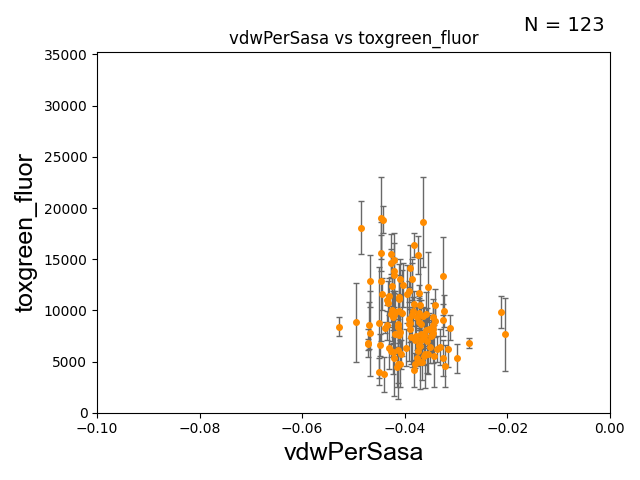 N = 123
vdwPerSasa vs toxgreen_fluor
35000
30000
25000
20000
15000
10000
5000
0
toxgreen_fluor
−0.10 −0.08 −0.06 −0.04 −0.02 0.00
vdwPerSasa